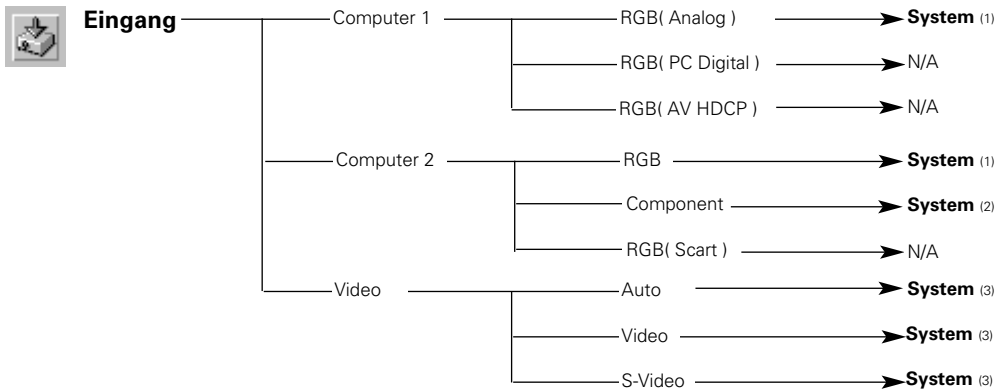 Eingang Computer 1 RGB( Analog ) System (1)
RGB( PC Digital ) N/A
RGB( AV HDCP ) N/A
Computer 2 RGB System (1)
Component System (2)
RGB( Scart ) N/A
Video Auto System (3)
Video System (3)
S-Video System (3)